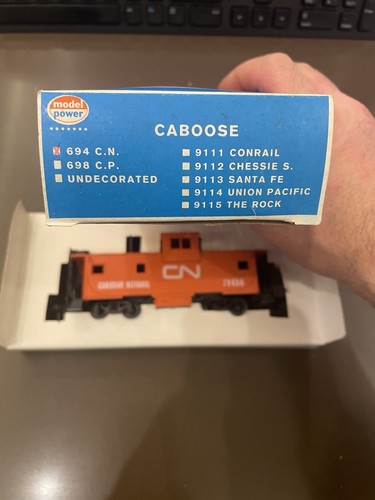 model
power
CABOOSE
694 C.N.
698 C.P.
UNDECORATED
9111 CONRAIL
9112 CHESSIE S.
9113 SANTA FE
9114 UNION PACIFIC
9115 THE ROCK
CN
CANADIAN NATIONAL